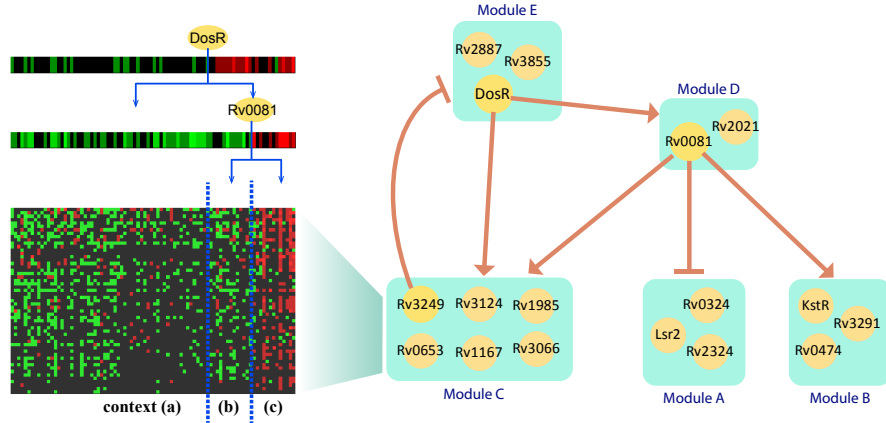 DosR
Rv0081
context (a)
(b)
(c)
Module E
Rv2887
Rv3855
DosR
Module D
Rv2021
Rv0081
Rv3249
Rv3124
Rv1985
Rv0653
Rv1167
Rv3066
Module C
Rv0324
Lsr2
Rv2324
Module A
KstR
Rv3291
Rv0474
Module B